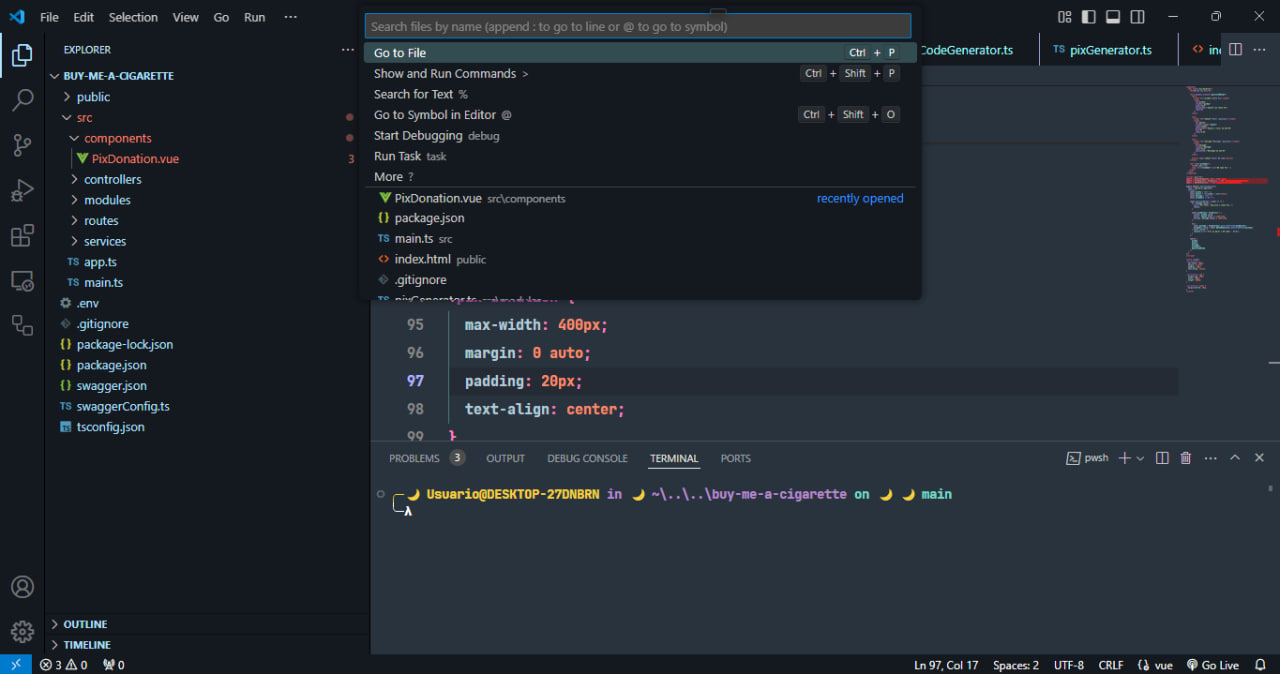 File Edit Selection View Go Run ···
Search files by name (append : to go to line or @ to go to symbol)
Go to File Ctrl + P
Show and Run Commands > Ctrl + Shift + P
Search for Text %
Go to Symbol in Editor @ Ctrl + Shift + O
Start Debugging debug
Run Task task
More ?
PixDonation.vue src\components recently opened
{} package.json
TS main.ts src
<> index.html public
.gitignore
EXPLORER ···
BUY-ME-A-CIGARETTE
public
src
components
PixDonation.vue 3
controllers
modules
routes
services
TS app.ts
TS main.ts
.env
.gitignore
{} package-lock.json
{} package.json
{} swagger.json
TS swaggerConfig.ts
TS tsconfig.json
OUTLINE
TIMELINE
CodeGenerator.ts TS pixGenerator.ts <> in ···
95 max-width: 400px;
96 margin: 0 auto;
97 padding: 20px;
98 text-align: center;
99 }
PROBLEMS 3 OUTPUT DEBUG CONSOLE TERMINAL PORTS pwsh ···
Usuario@DESKTOP-27DNBRN in ~\..\..\buy-me-a-cigarette on main
λ
3 0 0 Ln 97, Col 17 Spaces: 2 UTF-8 CRLF vue Go Live